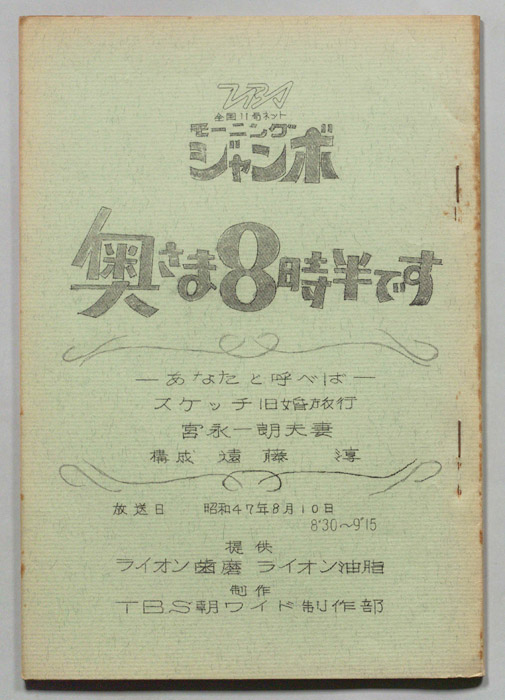 TBS
全国11局ネット
モーニング
ジャンボ
奥さま8時半です
―あなたと呼べば―
スケッチ旧婚旅行
宮永一朗夫妻
構成 遠藤 淳
放送日 昭和47年8月10日
8:30〜9:15
提供
ライオン歯磨 ライオン油脂
制作
TBS朝ワイド制作部